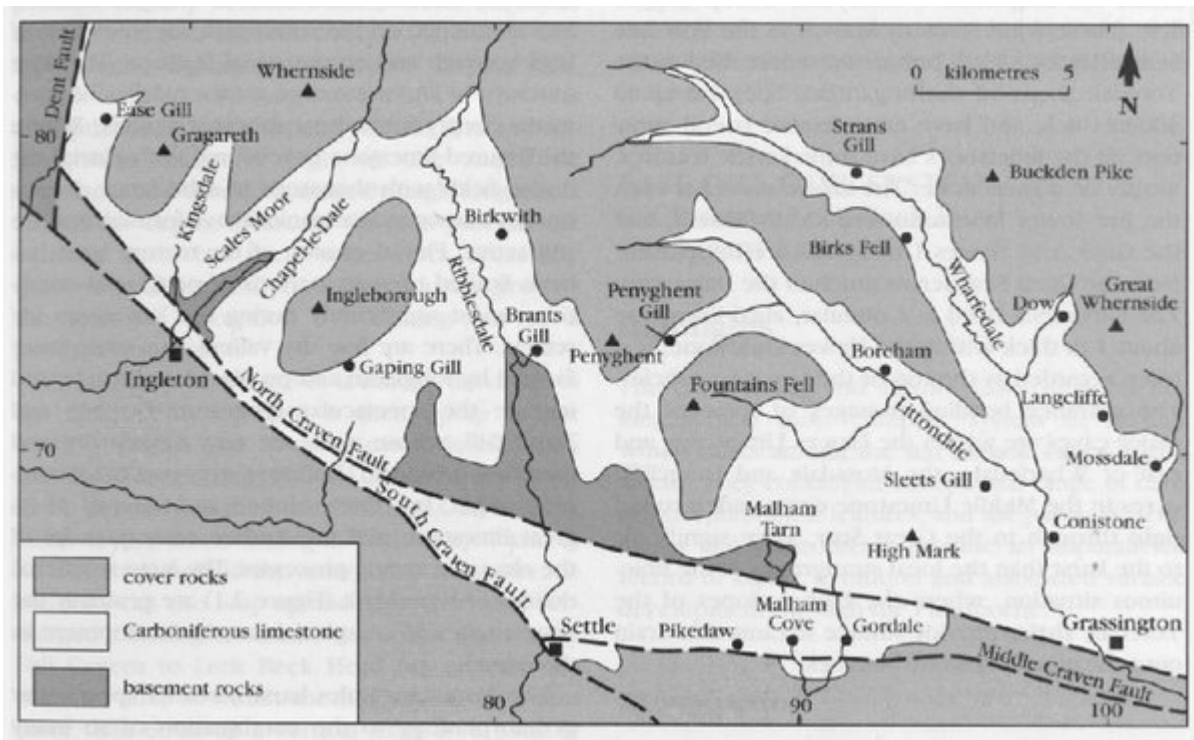 Dent Fault
Whernside
0 kilometres 5
N
Ease Gill
80
Gragareth
Strans
Gill
Buckden Pike
Kingsdale
Scales Moor
Chapel-le-Dale
Birkwith
Birks Fell
Ribblesdale
Wharfedale
Ingleborough
Penyghent
Gill
Dow
Great
Whernside
Brants
Gill
Penyghent
Boreham
Ingleton
Gaping Gill
Fountains Fell
Langcliffe
North Craven Fault
Littondale
70
Mossdale
South Craven Fault
Sleets Gill
Malham
Tarn
Conistone
High Mark
cover rocks
Carboniferous limestone
Malham
Cove
Settle
Pikedaw
Gordale
Grassington
basement rocks
Middle Craven Fault
80
90
100